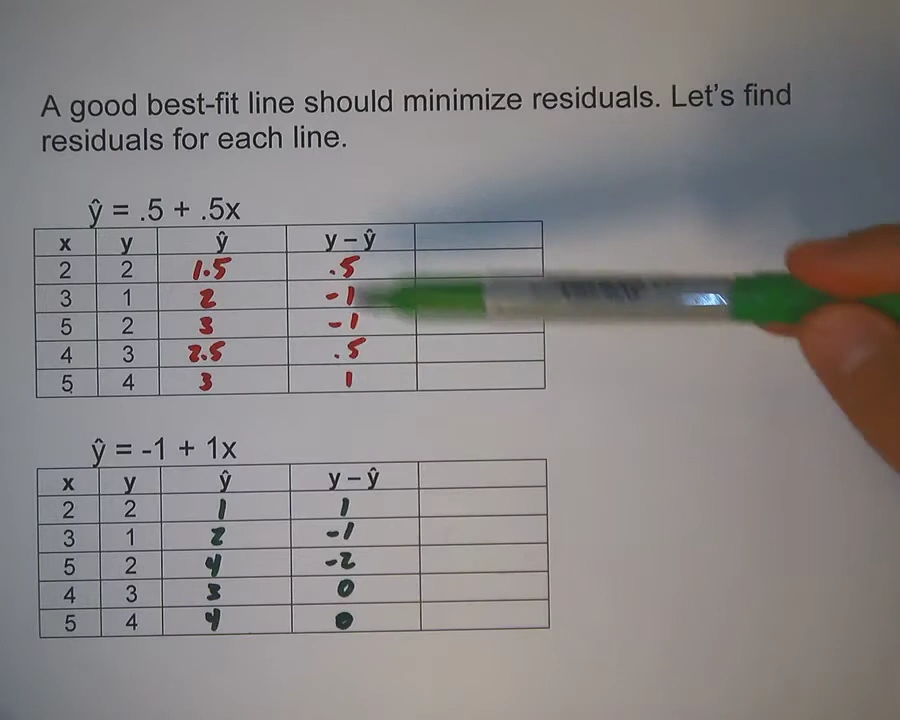 A good best-fit line should minimize residuals. Let's find
residuals for each line.
ŷ = .5 + .5x
x y ŷ y – ŷ
2 2 1.5 .5
3 1 2 -1
5 2 3 -1
4 3 2.5 .5
5 4 3 1
ŷ = -1 + 1x
x y ŷ y – ŷ
2 2 1 1
3 1 2 -1
5 2 4 -2
4 3 3 0
5 4 4 0